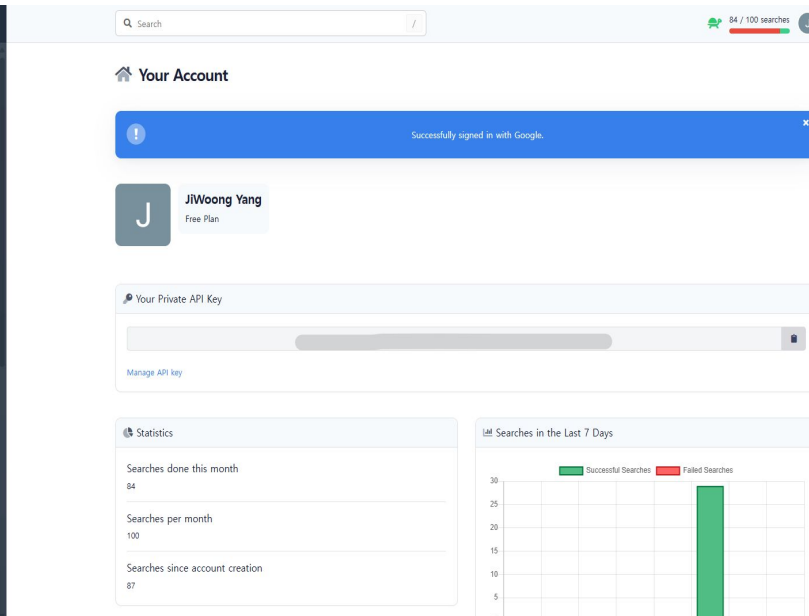 Search /
84 / 100 searches
J
Your Account
Successfully signed in with Google.
×
J
JiWoong Yang
Free Plan
Your Private API Key
Manage API key
Statistics
Searches done this month
84
Searches per month
100
Searches since account creation
87
Searches in the Last 7 Days
Successful Searches Failed Searches
30
25
20
15
10
5